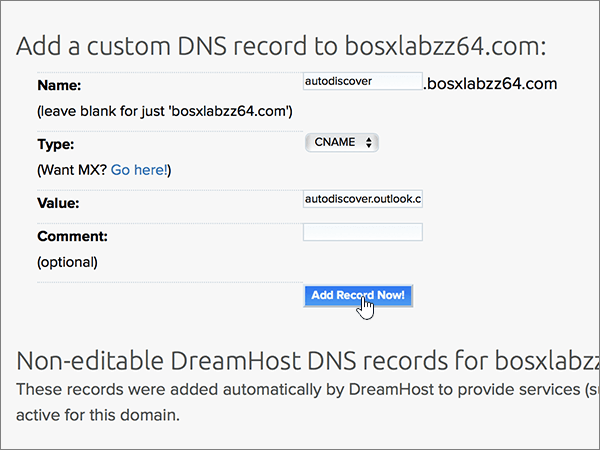 Add a custom DNS record to bosxlabzz64.com:
Name: autodiscover .bosxlabzz64.com
(leave blank for just 'bosxlabzz64.com')
Type: CNAME
(Want MX? Go here!)
Value: autodiscover.outlook.c
Comment:
(optional)
Add Record Now!
Non-editable DreamHost DNS records for bosxlabzz
These records were added automatically by DreamHost to provide services (su
active for this domain.